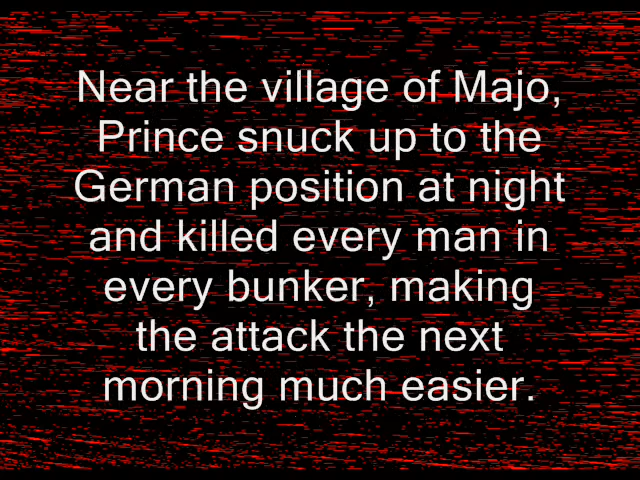 Near the village of Majo,
Prince snuck up to the
German position at night
and killed every man in
every bunker, making
the attack the next
morning much easier.